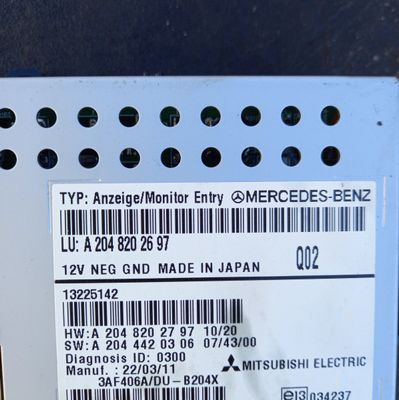 TYP: Anzeige/Monitor Entry MERCEDES-BENZ
LU: A 204 820 26 97
12V NEG GND MADE IN JAPAN Q02
13225142
HW:A 204 820 27 97 10/20
SW:A 204 442 03 06 07/43/00
Diagnosis ID: 0300
Manuf. : 22/03/11 MITSUBISHI ELECTRIC
3AF406A/DU-B204X
e13 034237